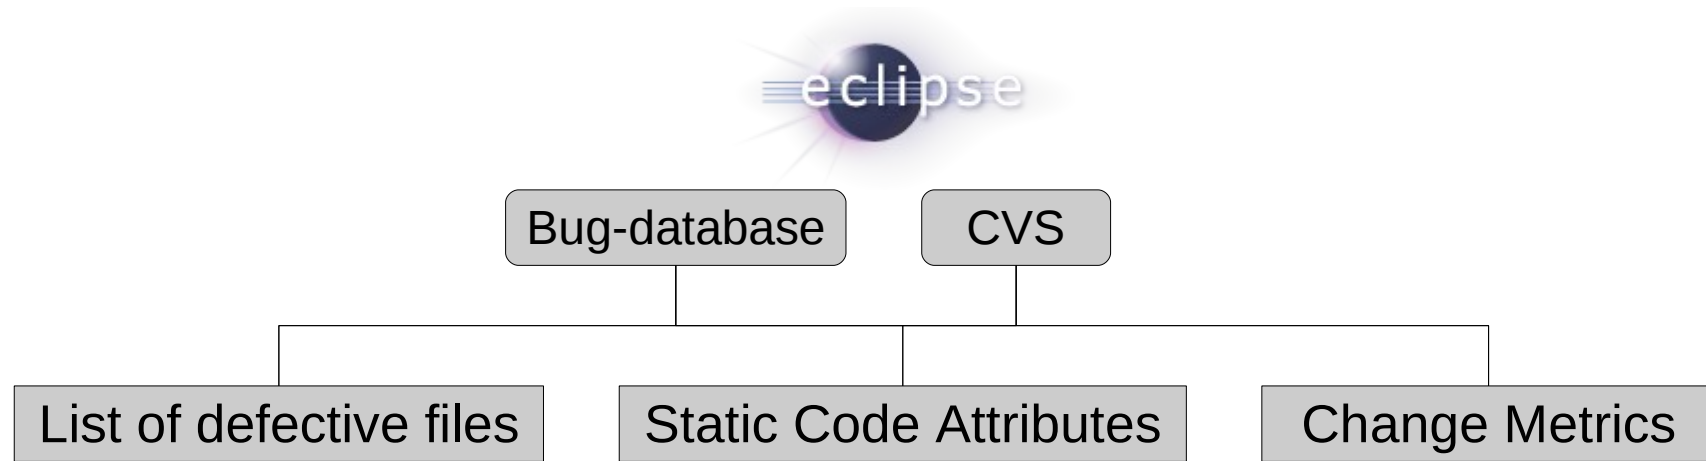 eclipse
Bug-database
CVS
List of defective files
Static Code Attributes
Change Metrics